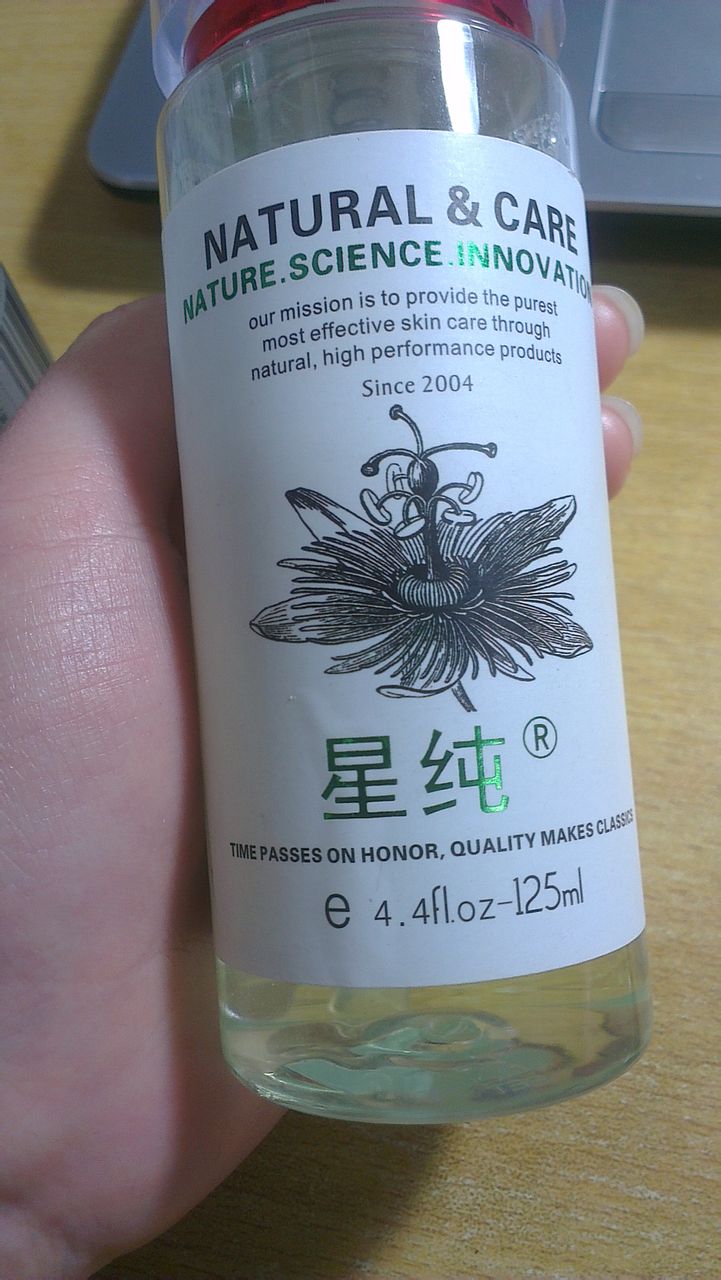 NATURAL & CARE
NATURE.SCIENCE.INNOVATION
our mission is to provide the purest
most effective skin care through
natural, high performance products
Since 2004
星纯®
TIME PASSES ON HONOR, QUALITY MAKES CLASSICS
e 4.4fl.oz-125ml